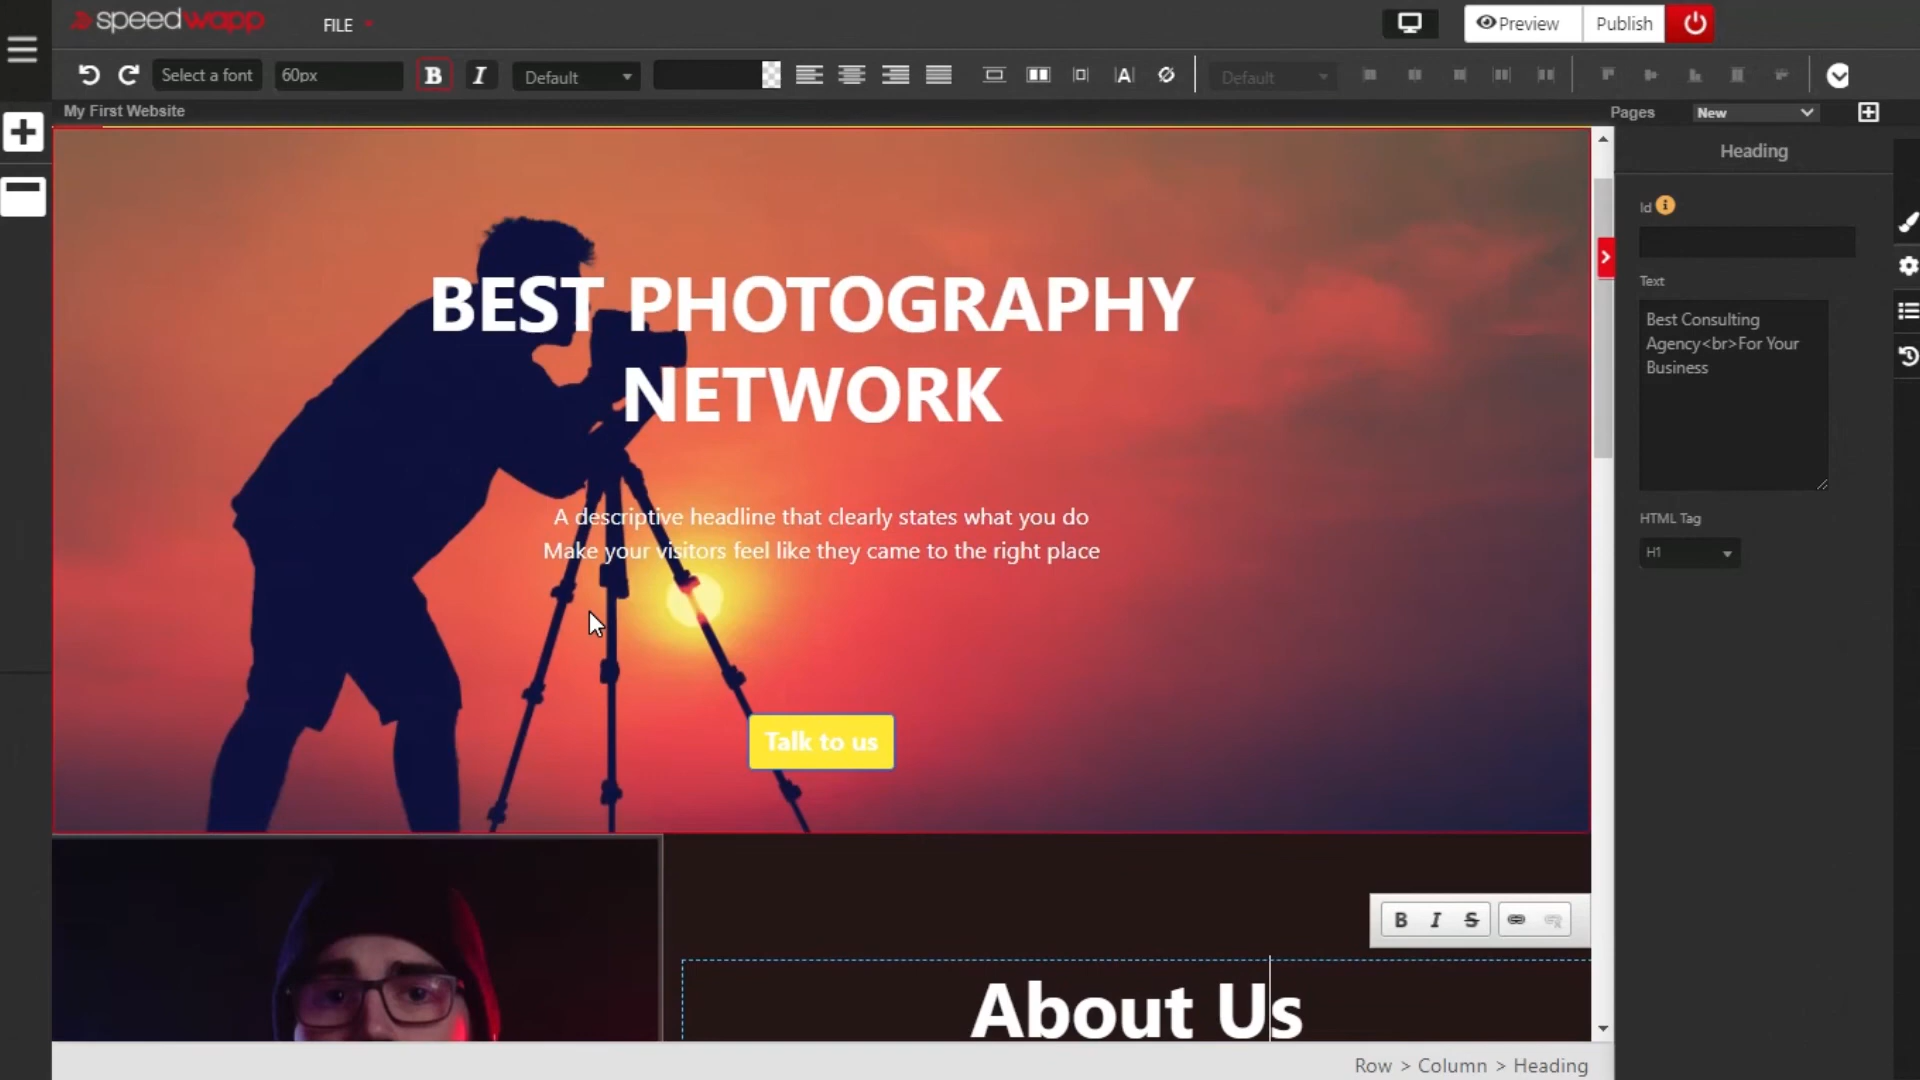 speedwapp
FILE
Preview
Publish
Select a font
60px
B
I
Default
A
Default
My First Website
Pages
New
Heading
BEST PHOTOGRAPHY
NETWORK
A descriptive headline that clearly states what you do
Make your visitors feel like they came to the right place
Talk to us
Id
Text
Best Consulting
Agency<br>For Your
Business
HTML Tag
H1
B I S
About Us
Row > Column > Heading